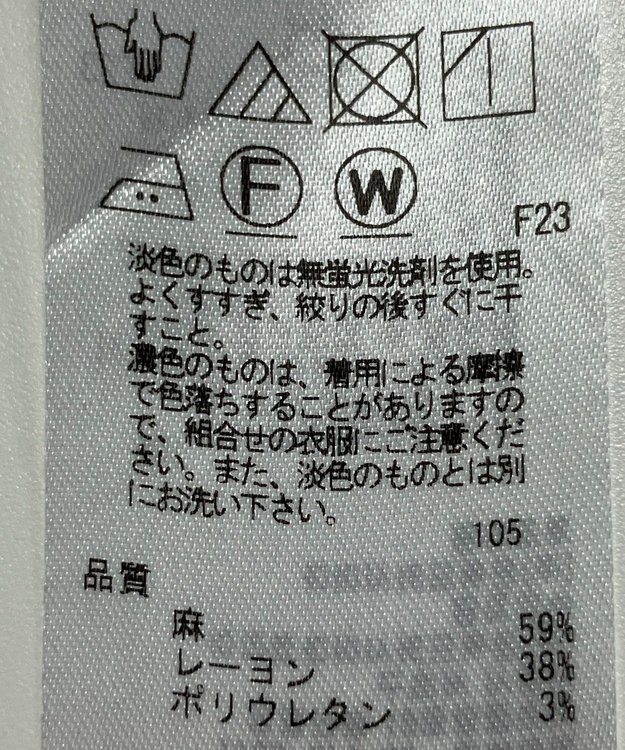 F
W
F23
淡色のものは無蛍光洗剤を使用。
よくすすぎ、絞りの後すぐに干
すこと。
濃色のものは、着用による摩擦
で色落ちすることがありますの
で、組合せの衣服にご注意くだ
さい。また、淡色のものとは別
にお洗い下さい。
105
品質
麻 59%
レーヨン 38%
ポリウレタン 3%